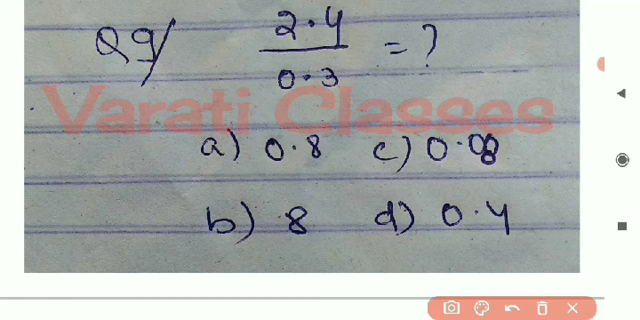 Q9/ 2.4/0.3 = ?
Varati Classes
a) 0.8 c) 0.08
b) 8 d) 0.4